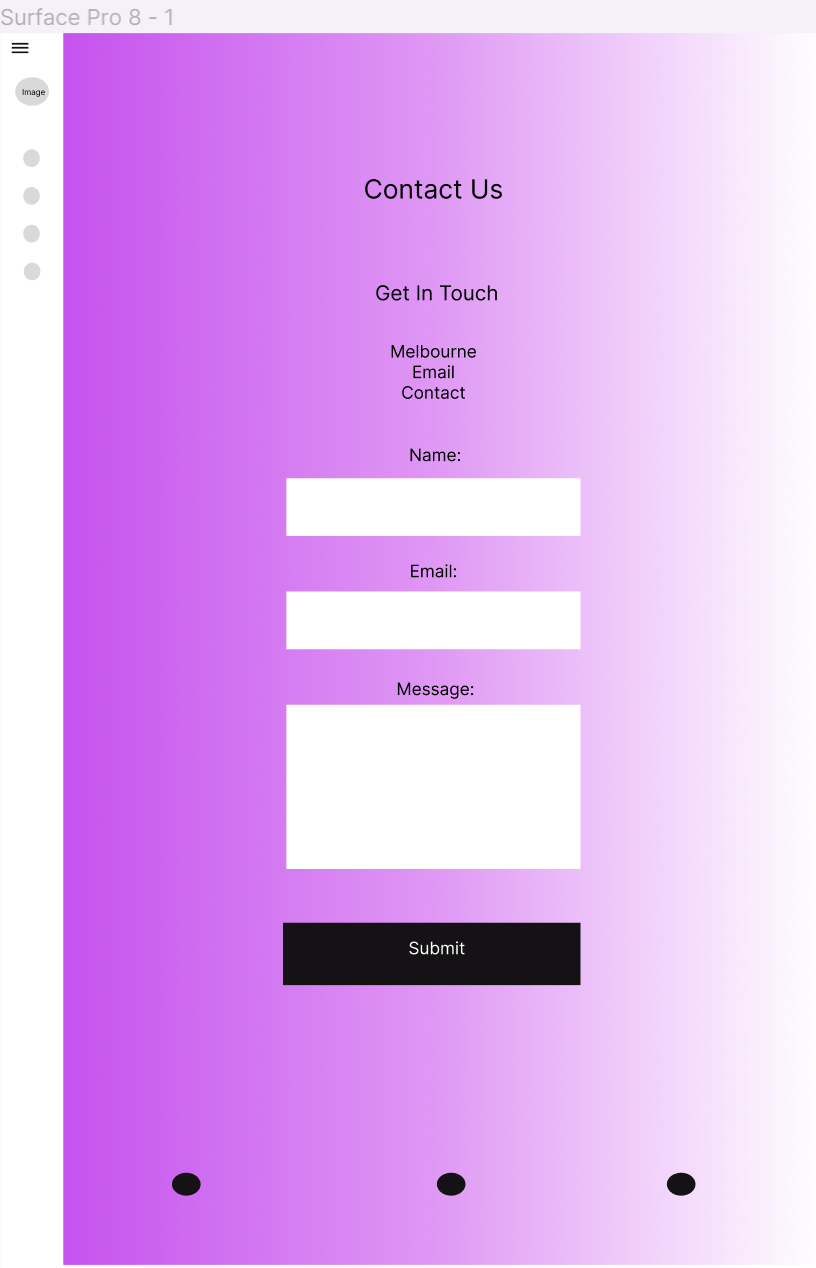 Surface Pro 8 - 1
Image
Contact Us
Get In Touch
Melbourne
Email
Contact
Name:
Email:
Message:
Submit